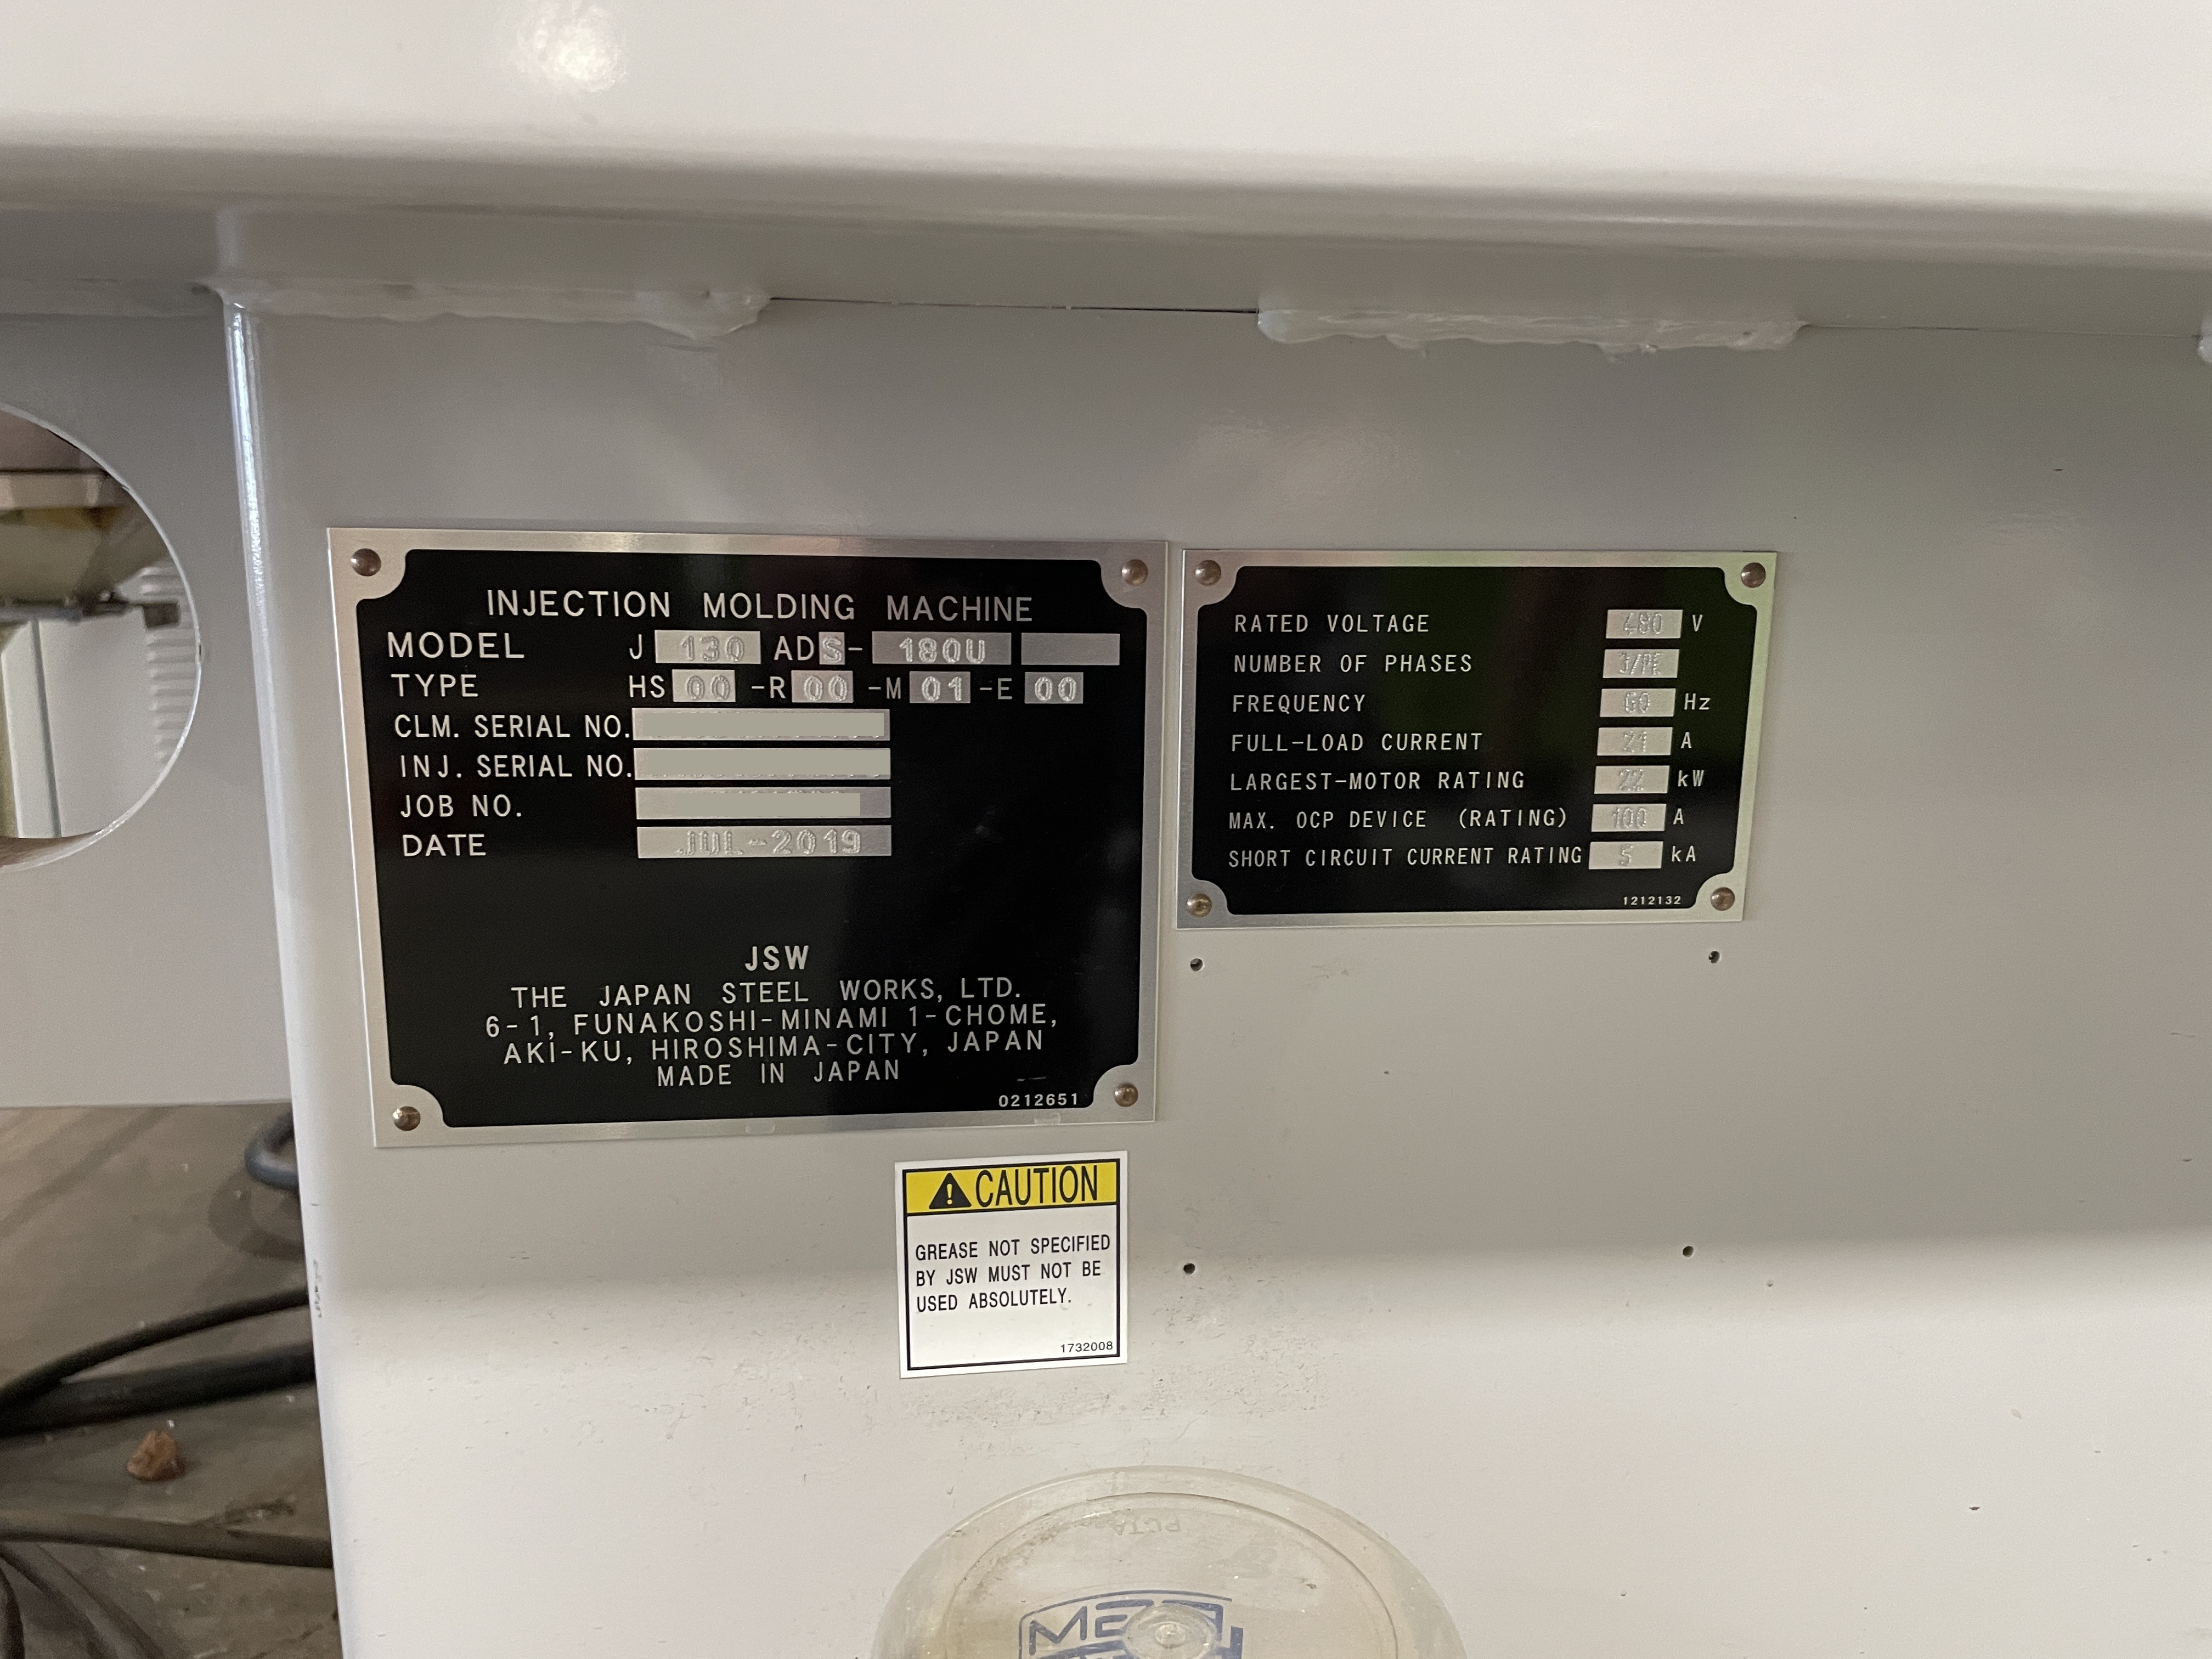 INJECTION MOLDING MACHINE
MODEL J 130 ADS- 180U
TYPE HS 00 -R 00 -M 01 -E 00
CLM. SERIAL NO.
INJ. SERIAL NO.
JOB NO.
DATE JUL-2019
JSW
THE JAPAN STEEL WORKS, LTD.
6-1, FUNAKOSHI-MINAMI 1-CHOME,
AKI-KU, HIROSHIMA-CITY, JAPAN
MADE IN JAPAN
0212651
RATED VOLTAGE 480 V
NUMBER OF PHASES 3/PE
FREQUENCY 60 Hz
FULL-LOAD CURRENT 21 A
LARGEST-MOTOR RATING 22 kW
MAX. OCP DEVICE (RATING) 100 A
SHORT CIRCUIT CURRENT RATING 5 kA
1212132
CAUTION
GREASE NOT SPECIFIED
BY JSW MUST NOT BE
USED ABSOLUTELY.
1732008